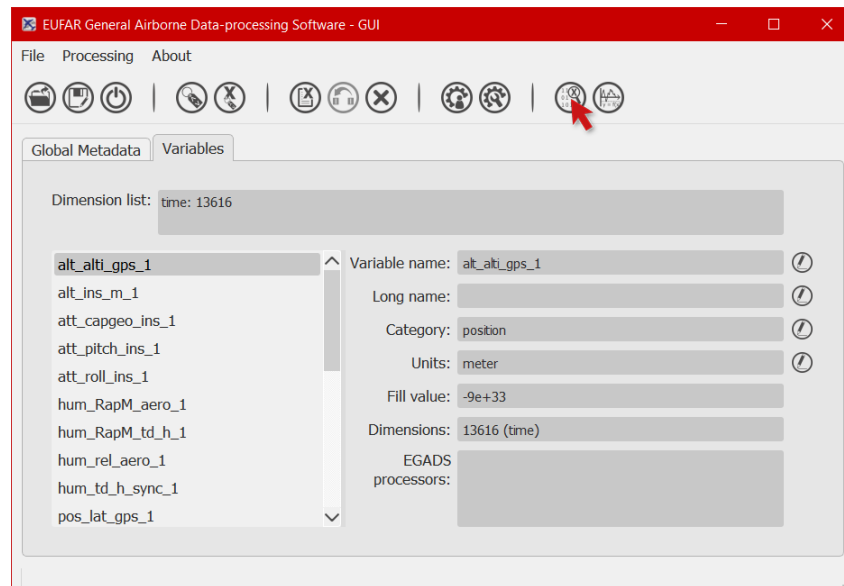 EUFAR General Airborne Data-processing Software - GUI
File Processing About
Global Metadata Variables
Dimension list: time: 13616
alt_alti_gps_1
alt_ins_m_1
att_capgeo_ins_1
att_pitch_ins_1
att_roll_ins_1
hum_RapM_aero_1
hum_RapM_td_h_1
hum_rel_aero_1
hum_td_h_sync_1
pos_lat_gps_1
Variable name: alt_alti_gps_1
Long name:
Category: position
Units: meter
Fill value: -9e+33
Dimensions: 13616 (time)
EGADS
processors: